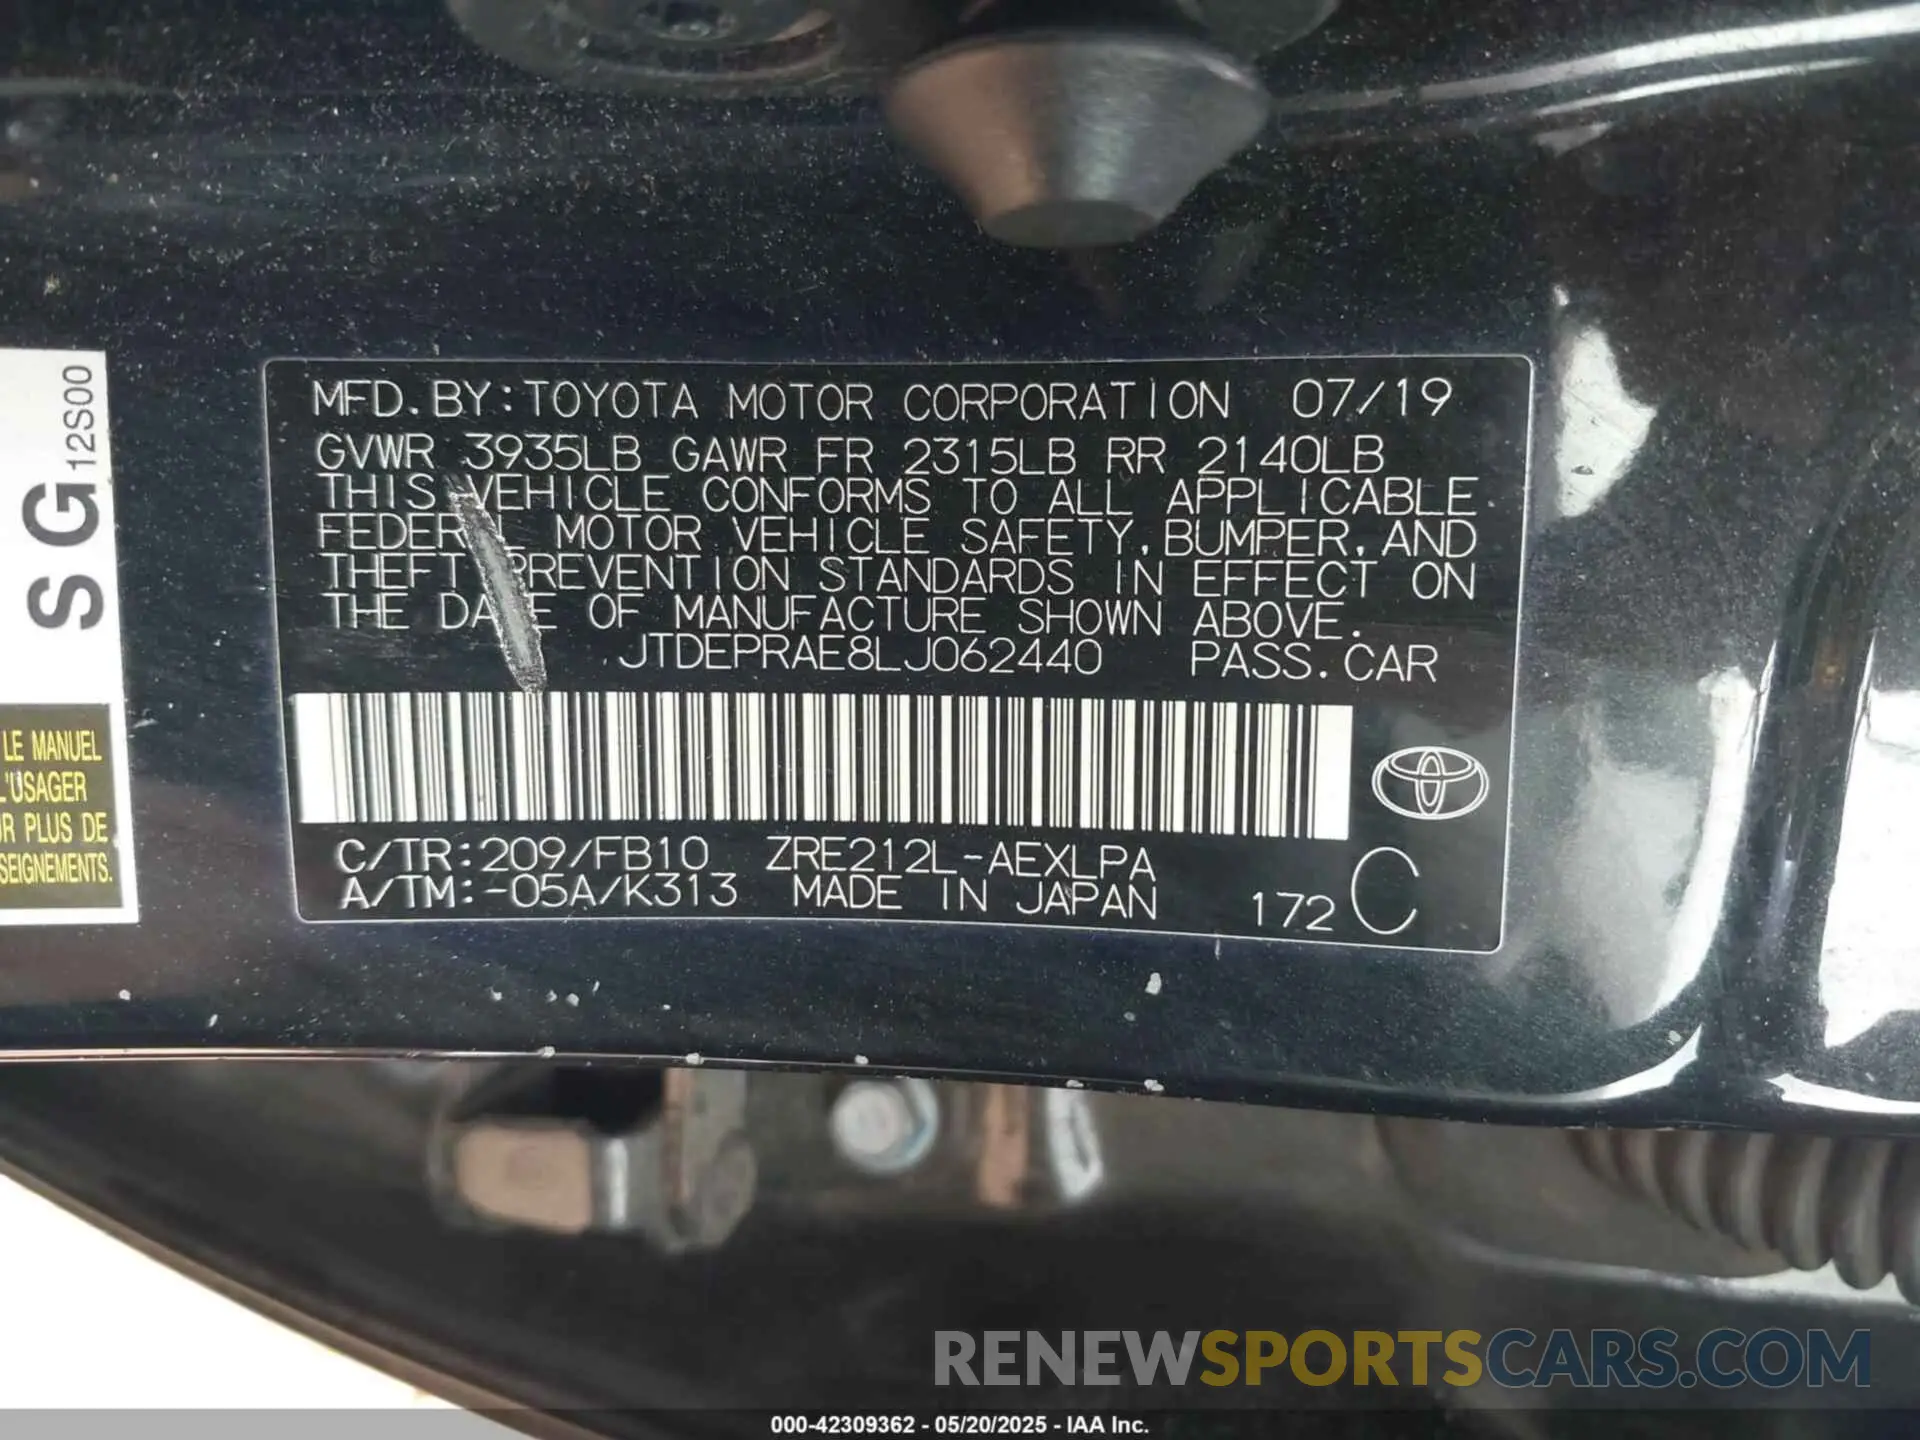 MFD. BY: TOYOTA MOTOR CORPORATION 07/19
GVWR 3935LB GAWR FR 2315LB RR 2140LB
THIS VEHICLE CONFORMS TO ALL APPLICABLE
FEDER MOTOR VEHICLE SAFETY, BUMPER, AND
THEFT PREVENTION STANDARDS IN EFFECT ON
THE DATE OF MANUFACTURE SHOWN ABOVE.
JTDEPRAE8LJ062440 PASS. CAR
C/TR: 209/FB10 ZRE212L-AEXLPA
A/TM: -05A/K313 MADE IN JAPAN 172 C
SG12S00
LE MANUEL
L'USAGER
UR PLUS DE
SEIGNEMENTS.
RENEWSPORTSCARS.COM
000-42309362 - 05/20/2025 - IAA Inc.